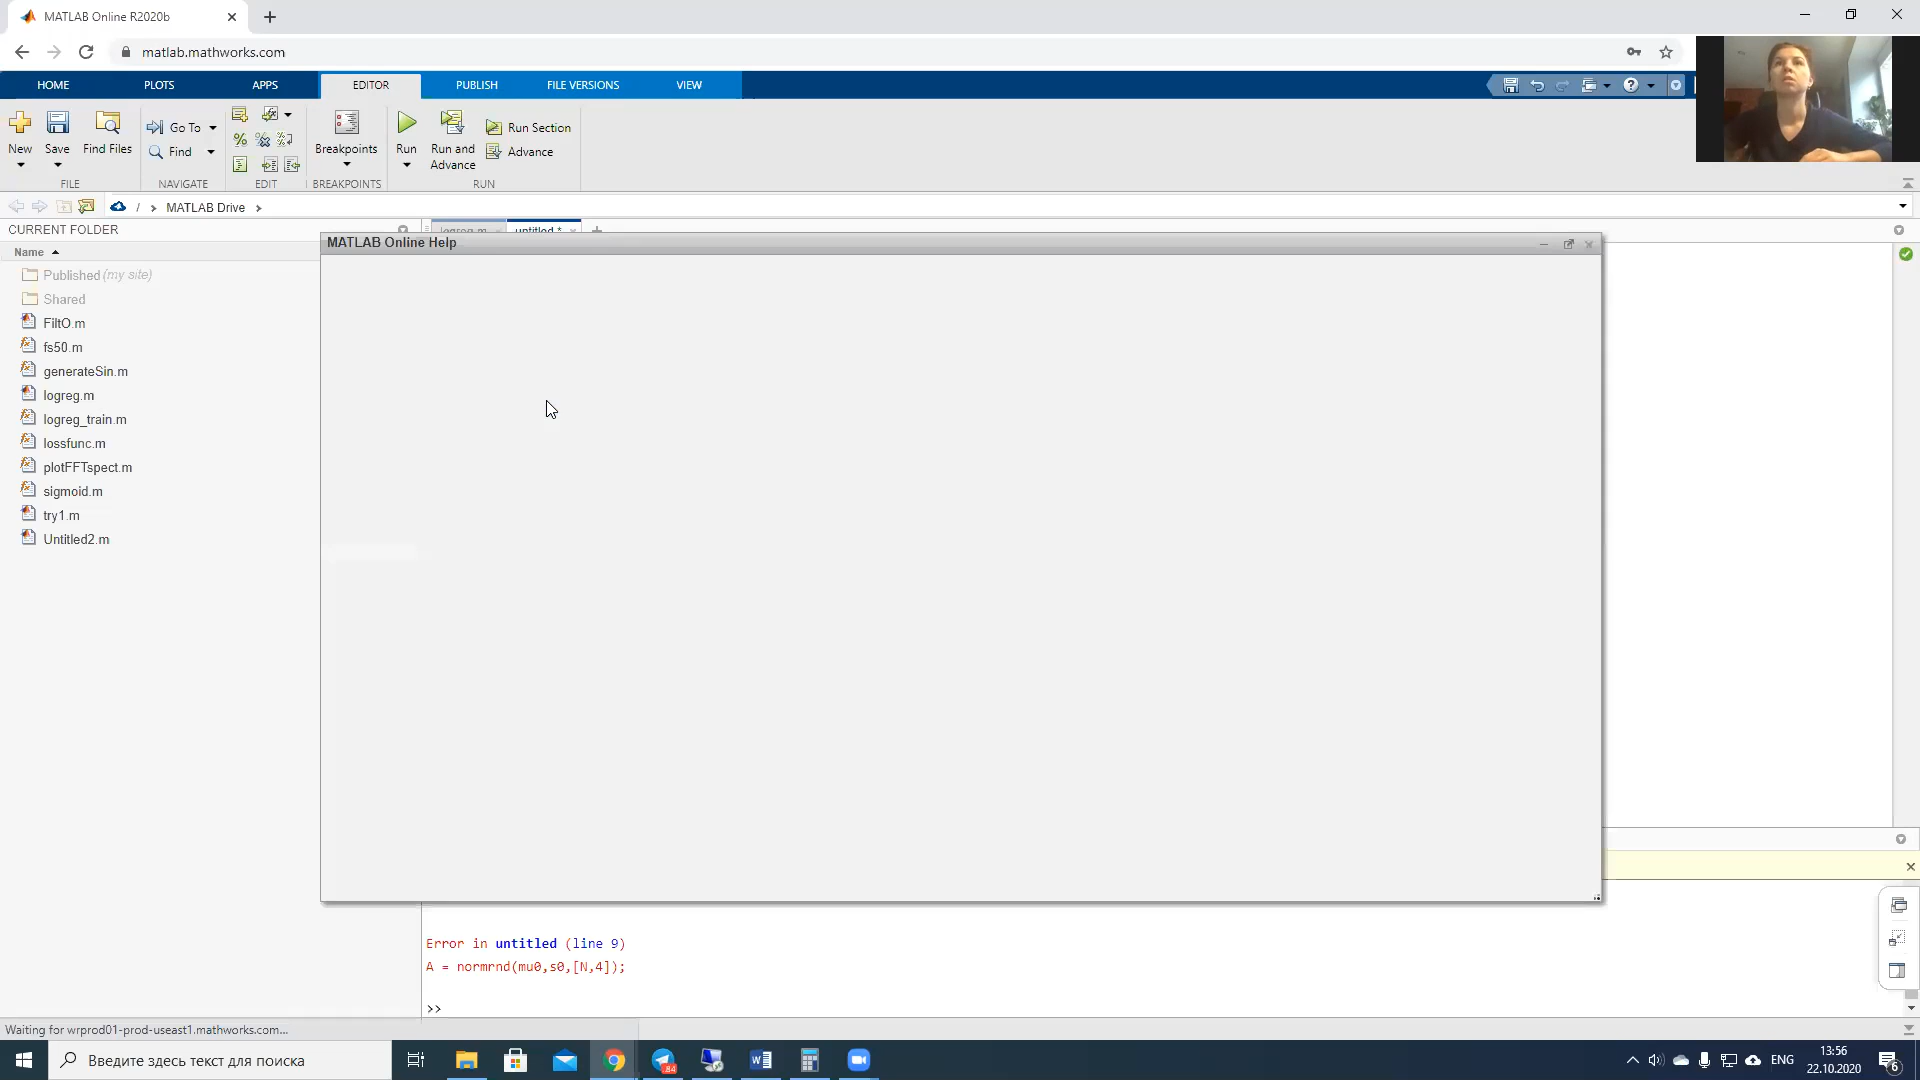 MATLAB Online R2020b
matlab.mathworks.com
HOME PLOTS APPS EDITOR PUBLISH FILE VERSIONS VIEW
New Save Find Files
Go To
Find
Breakpoints
Run
Run and Advance
Run Section
Advance
FILE NAVIGATE EDIT BREAKPOINTS RUN
/ MATLAB Drive
CURRENT FOLDER
logreg.m untitled *
Name
MATLAB Online Help
Published (my site)
Shared
FiltO.m
fs50.m
generateSin.m
logreg.m
logreg_train.m
lossfunc.m
plotFFTspect.m
sigmoid.m
try1.m
Untitled2.m
Error in untitled (line 9)
A = normrnd(mu0,s0,[N,4]);
>>
Waiting for wrprod01-prod-useast1.mathworks.com...
Введите здесь текст для поиска
84
ENG
13:56
22.10.2020
6